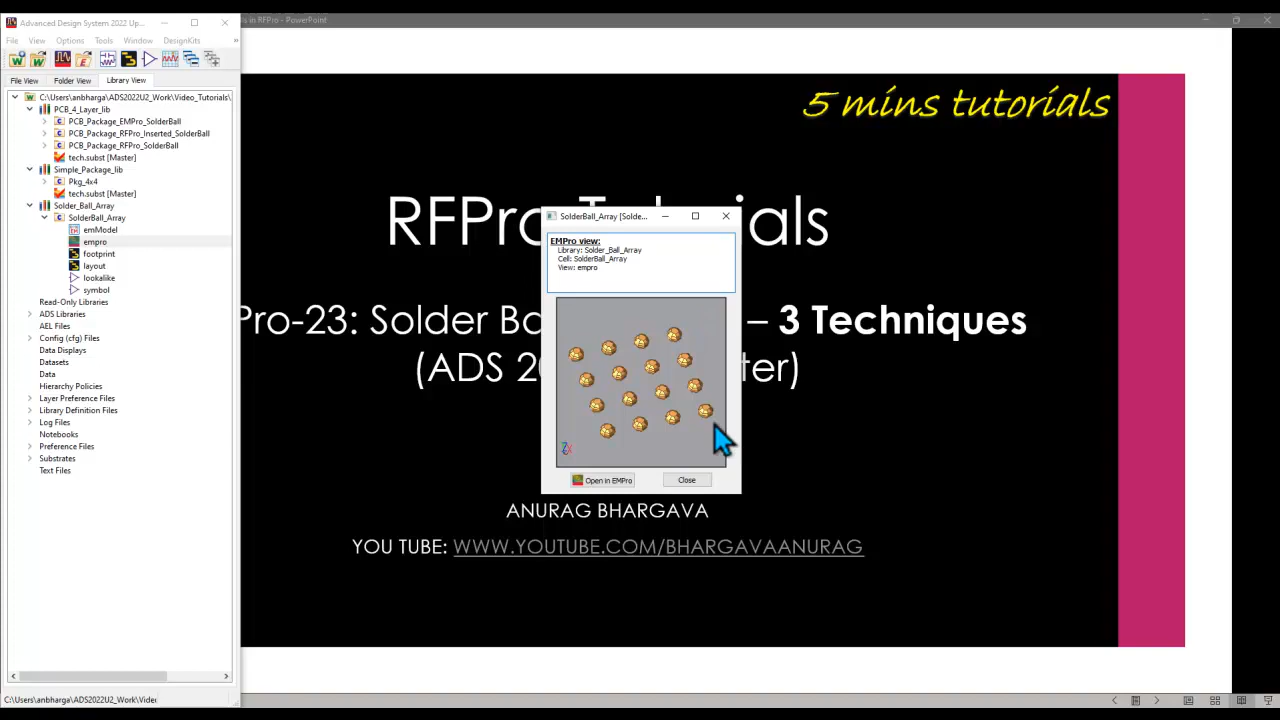 Advanced Design System 2022 Up...
ls in RFPro - PowerPoint
File View Options Tools Window DesignKits »
File View Folder View Library View
C:\Users\anbharga\ADS2022U2_Work\Video_Tutorials\
PCB_4_Layer_lib
PCB_Package_EMPro_SolderBall
PCB_Package_RFPro_Inserted_SolderBall
PCB_Package_RFPro_SolderBall
tech.subst [Master]
Simple_Package_lib
Pkg_4x4
tech.subst [Master]
Solder_Ball_Array
SolderBall_Array
emModel
empro
footprint
layout
lookalike
symbol
Read-Only Libraries
ADS Libraries
AEL Files
Config (cfg) Files
Data Displays
Datasets
Data
Hierarchy Policies
Layer Preference Files
Library Definition Files
Log Files
Notebooks
Preference Files
Substrates
Text Files
C:\Users\anbharga\ADS2022U2_Work\Video
5 mins tutorials
RFPro T ials
Pro-23: Solder Ba – 3 Techniques
(ADS 20 ter)
SolderBall_Array [Solde...
EMPro view:
Library: Solder_Ball_Array
Cell: SolderBall_Array
View: empro
Open in EMPro Close
ANURAG BHARGAVA
YOU TUBE: WWW.YOUTUBE.COM/BHARGAVAANURAG